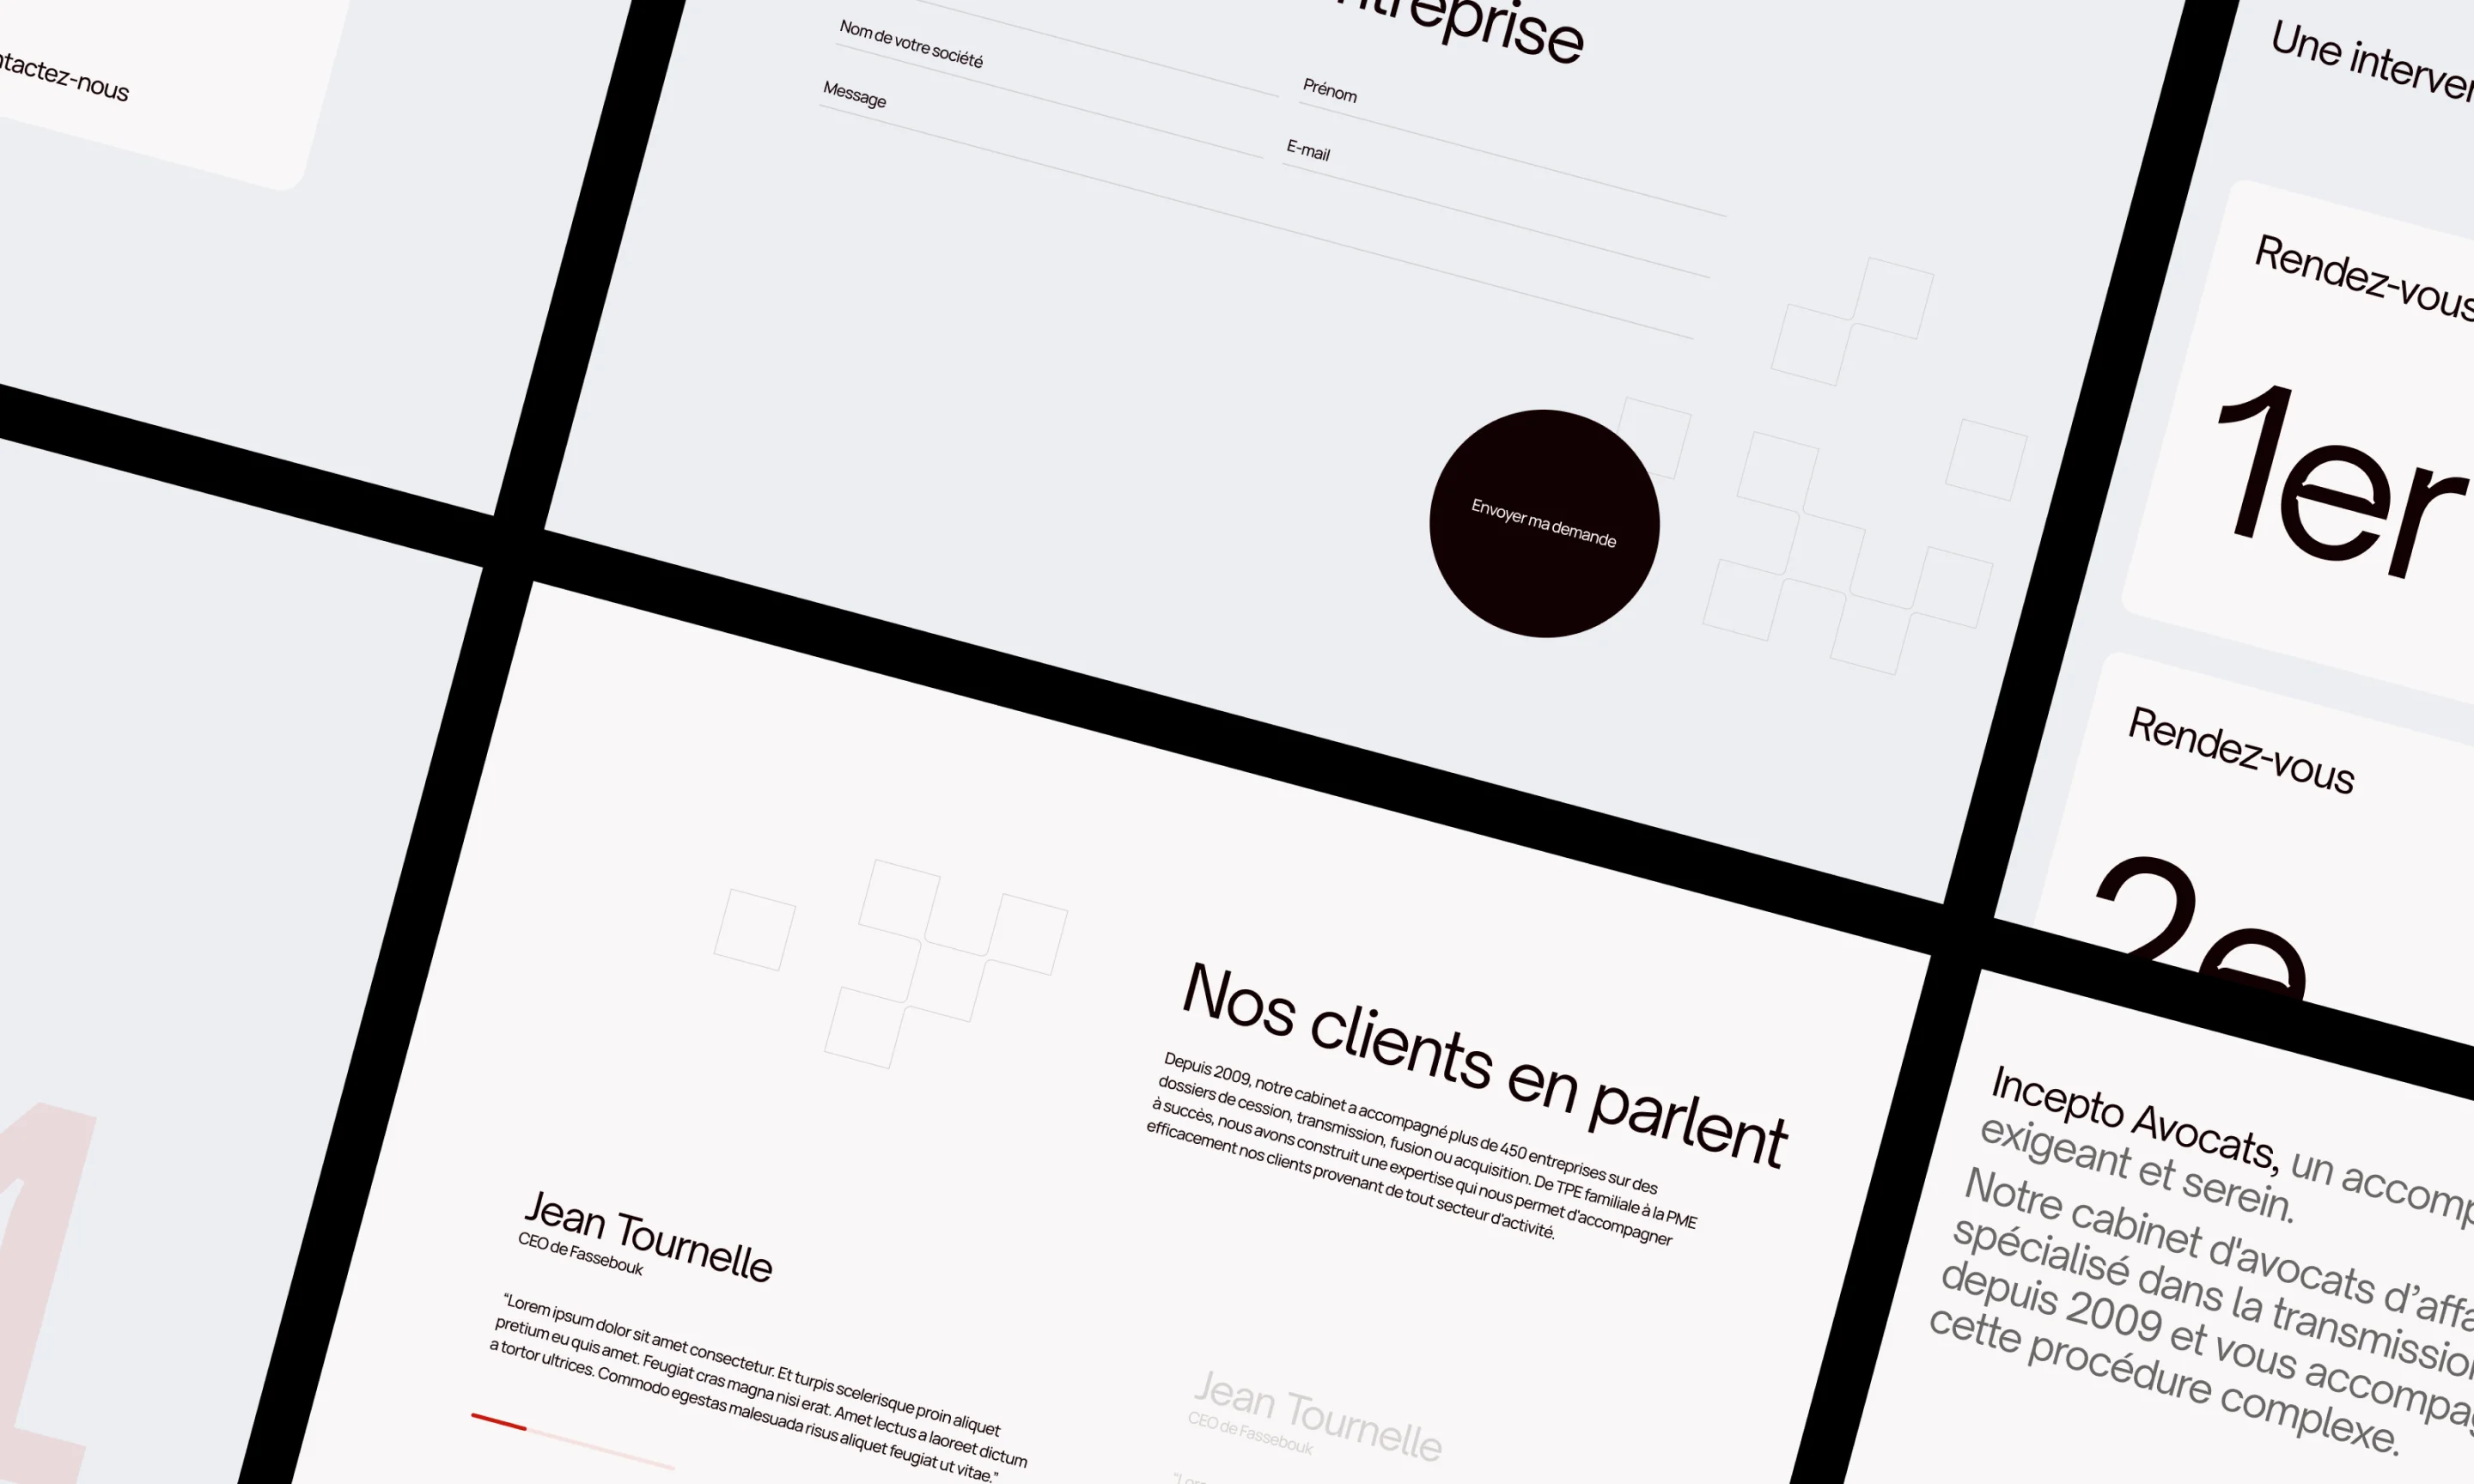 ntactez-nous
ntreprise
Nom de votre société
Prénom
Message
E-mail
Envoyer ma demande
Une interven
Rendez-vous
1er
Rendez-vous
2e
1
Nos clients en parlent
Depuis 2009, notre cabinet a accompagné plus de 450 entreprises sur des
dossiers de cession, transmission, fusion ou acquisition. De TPE familiale à la PME
à succès, nous avons construit une expertise qui nous permet d'accompagner
efficacement nos clients provenant de tout secteur d'activité.
Jean Tournelle
CEO de Fassebouk
“Lorem ipsum dolor sit amet consectetur. Et turpis scelerisque proin aliquet
pretium eu quis amet. Feugiat cras magna nisi erat. Amet lectus a laoreet dictum
a tortor ultrices. Commodo egestas malesuada risus aliquet feugiat ut vitae.”
Jean Tournelle
CEO de Fassebouk
Incepto Avocats, un accomp
exigeant et serein.
Notre cabinet d'avocats d’affa
spécialisé dans la transmission
depuis 2009 et vous accompag
cette procédure complexe.